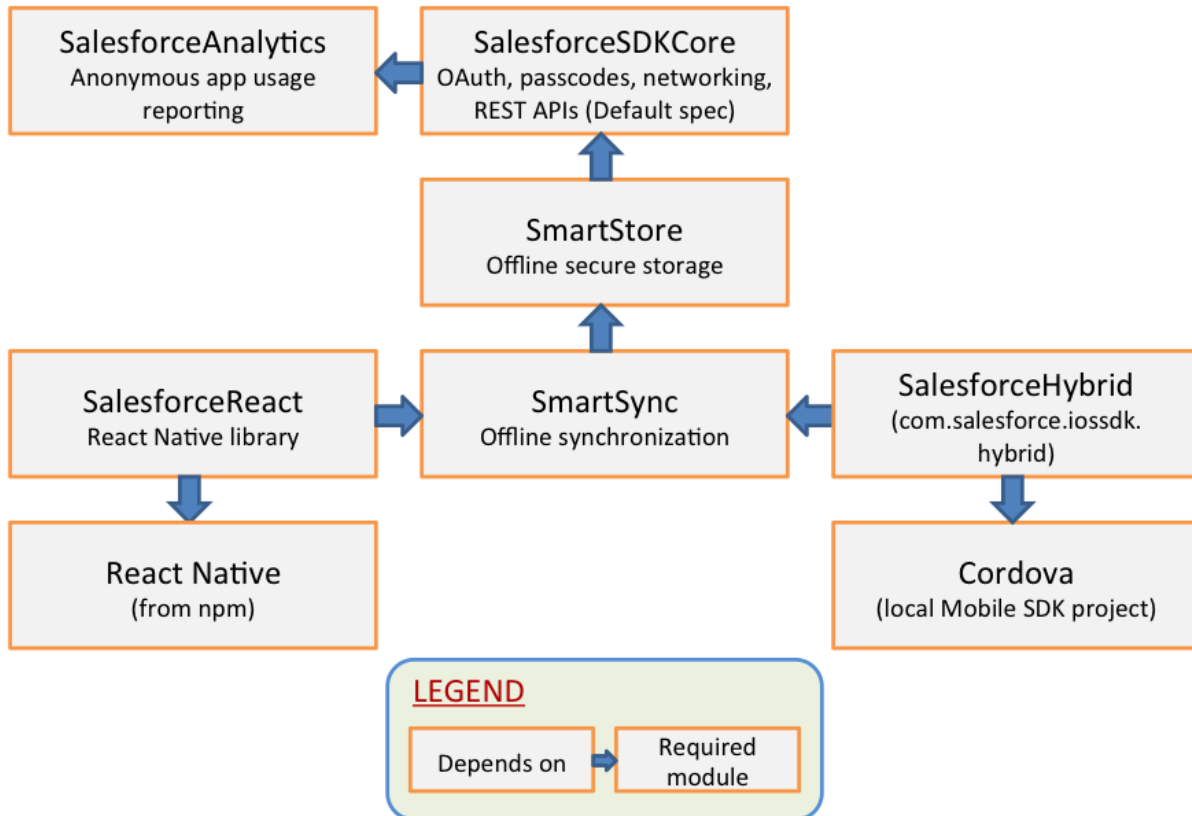 SalesforceAnalytics
Anonymous app usage
reporting
SalesforceSDKCore
OAuth, passcodes, networking,
REST APIs (Default spec)
SmartStore
Offline secure storage
SalesforceReact
React Native library
SmartSync
Offline synchronization
SalesforceHybrid
(com.salesforce.iossdk.
hybrid)
React Native
(from npm)
Cordova
(local Mobile SDK project)
LEGEND
Depends on
Required
module